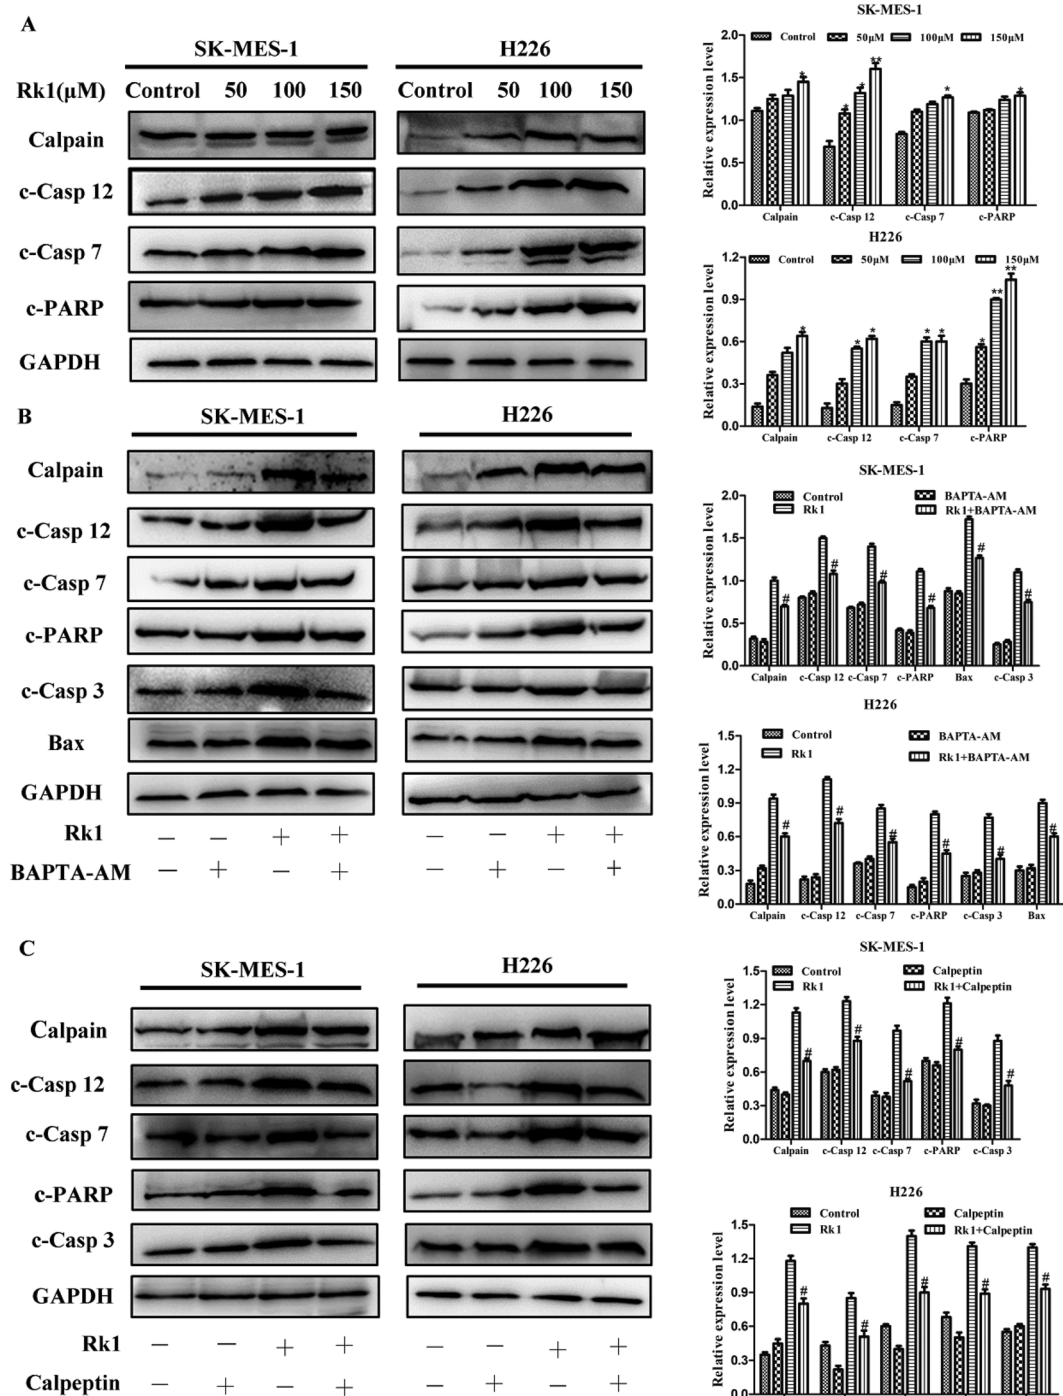 A
SK-MES-1
H226
Rk1(μM) Control 50 100 150 Control 50 100 150
Calpain
c-Casp 12
c-Casp 7
c-PARP
GAPDH
B
SK-MES-1
H226
Calpain
c-Casp 12
c-Casp 7
c-PARP
c-Casp 3
Bax
GAPDH
Rk1 — — + + — — + +
BAPTA-AM — + — + — + — +
C
SK-MES-1
H226
Calpain
c-Casp 12
c-Casp 7
c-PARP
c-Casp 3
GAPDH
Rk1 — — + + — — + +
Calpeptin — + — + — + — +
SK-MES-1
Control 50μM 100μM 150μM
Relative expression level
2.0
1.5
1.0
0.5
0.0
* * * ** * *
Calpain c-Casp 12 c-Casp 7 c-PARP
H226
Control 50μM 100μM 150μM
Relative expression level
1.2
0.9
0.6
0.3
0.0
* * * * * * ** **
Calpain c-Casp 12 c-Casp 7 c-PARP
SK-MES-1
Control BAPTA-AM
Rk1 Rk1+BAPTA-AM
Relative expression level
2.0
1.5
1.0
0.5
0.0
# # # # # #
Calpain c-Casp 12 c-Casp 7 c-PARP Bax c-Casp 3
H226
Control BAPTA-AM
Rk1 Rk1+BAPTA-AM
Relative expression level
1.5
1.2
0.9
0.6
0.3
0.0
# # # # # #
Calpain c-Casp 12 c-Casp 7 c-PARP c-Casp 3 Bax
SK-MES-1
Control Calpeptin
Rk1 Rk1+Calpeptin
Relative expression level
1.5
1.2
0.9
0.6
0.3
0.0
# # # # #
Calpain c-Casp 12 c-Casp 7 c-PARP c-Casp 3
H226
Control Calpeptin
Rk1 Rk1+Calpeptin
Relative expression level
1.5
1.2
0.9
0.6
0.3
# # # # #